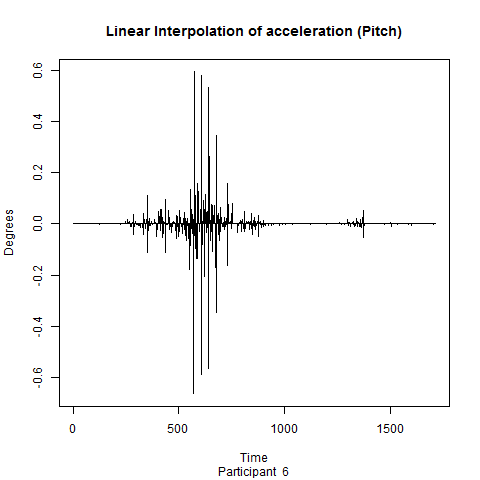 Linear Interpolation of acceleration (Pitch)
0.6
0.4
0.2
0.0
-0.2
-0.4
-0.6
Degrees
0
500
1000
1500
Time
Participant 6